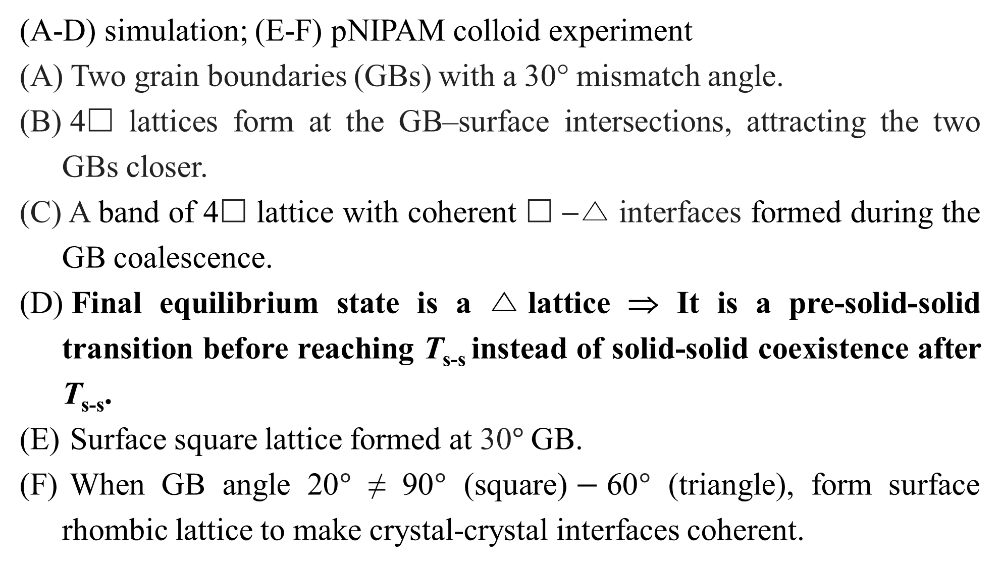 (A-D) simulation; (E-F) pNIPAM colloid experiment
(A) Two grain boundaries (GBs) with a 30° mismatch angle.
(B) 4□ lattices form at the GB–surface intersections, attracting the two
GBs closer.
(C) A band of 4□ lattice with coherent □ −△ interfaces formed during the
GB coalescence.
(D) Final equilibrium state is a △ lattice ⇒ It is a pre-solid-solid
transition before reaching Ts-s instead of solid-solid coexistence after
Ts-s.
(E) Surface square lattice formed at 30° GB.
(F) When GB angle 20° ≠ 90° (square) − 60° (triangle), form surface
rhombic lattice to make crystal-crystal interfaces coherent.